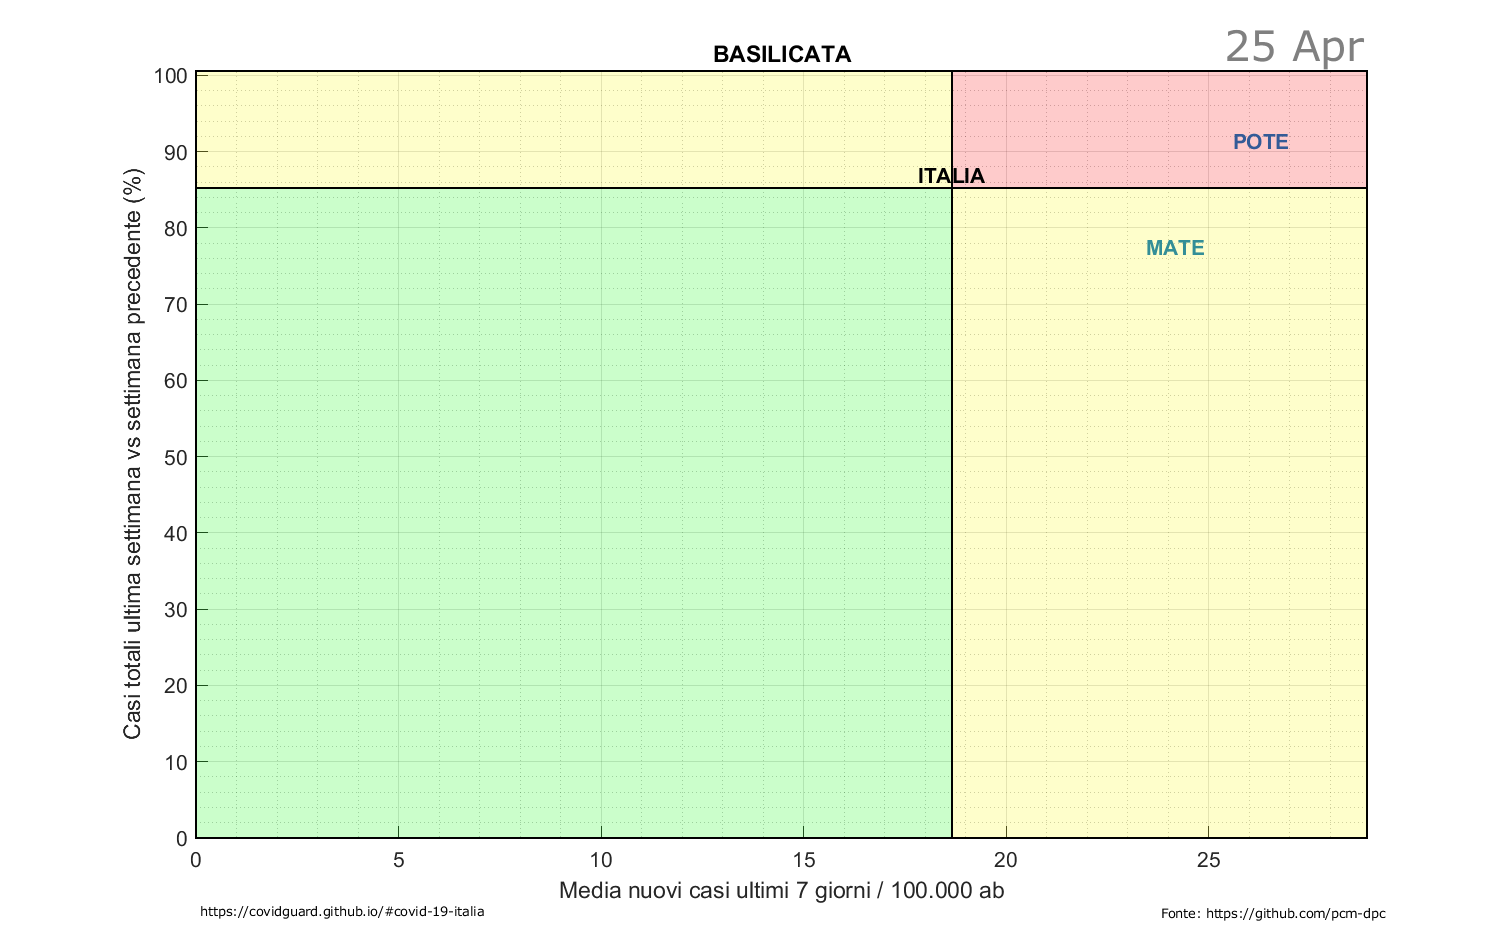 25 Apr
BASILICATA
100
90
80
70
60
50
40
30
20
10
0
Casi totali ultima settimana vs settimana precedente (%)
POTE
ITALIA
MATE
0 5 10 15 20 25
Media nuovi casi ultimi 7 giorni / 100.000 ab
https://covidguard.github.io/#covid-19-italia
Fonte: https://github.com/pcm-dpc